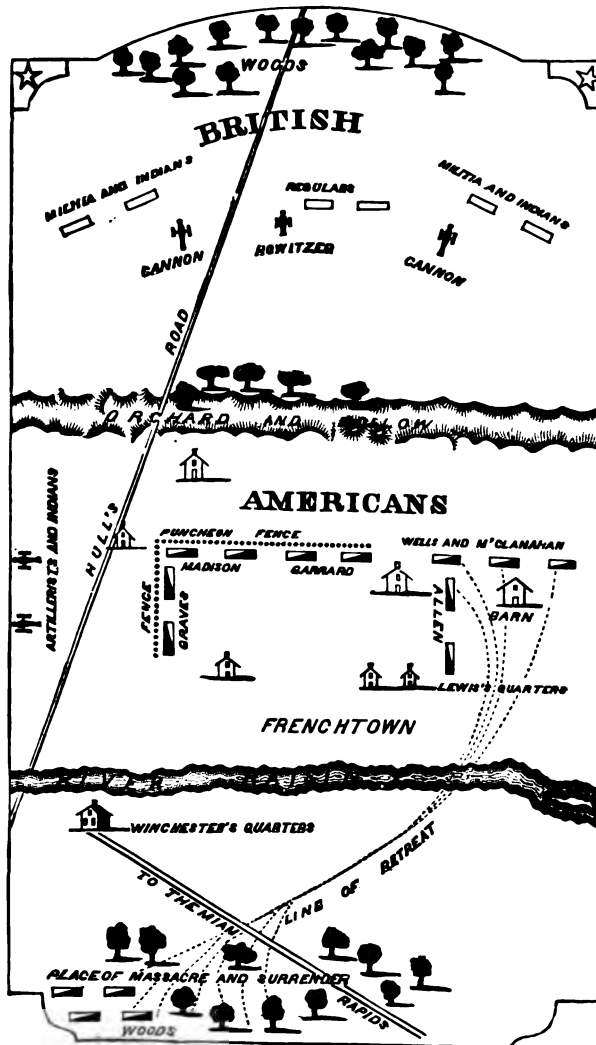 WOODS
BRITISH
MILITIA AND INDIANS
REGULARS
MILITIA AND INDIANS
CANNON
HOWITZER
CANNON
ROAD
ORCHARD AND
HULL'S
AMERICANS
ARTILLERISTS AND INDIANS
PUNCHEON FENCE
WELLS AND McCLANAHAN
MADISON
GARRARD
FENCE
GRAVES
ALLEN
BARN
LEWIS'S QUARTERS
FRENCHTOWN
RIVER
WINCHESTER'S QUARTERS
LINE OF RETREAT
TO THE MIAMI
RAPIDS
PLACE OF MASSACRE AND SURRENDER
WOODS